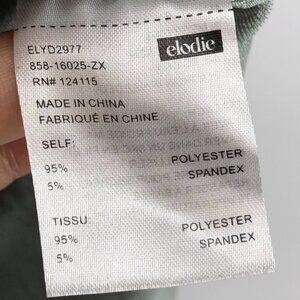 ELYD2977
elodie
858-16025-ZX
RN# 124115
MADE IN CHINA
FABRIQUÉ EN CHINE
SELF:
95% POLYESTER
5% SPANDEX
TISSU:
95% POLYESTER
5% SPANDEX